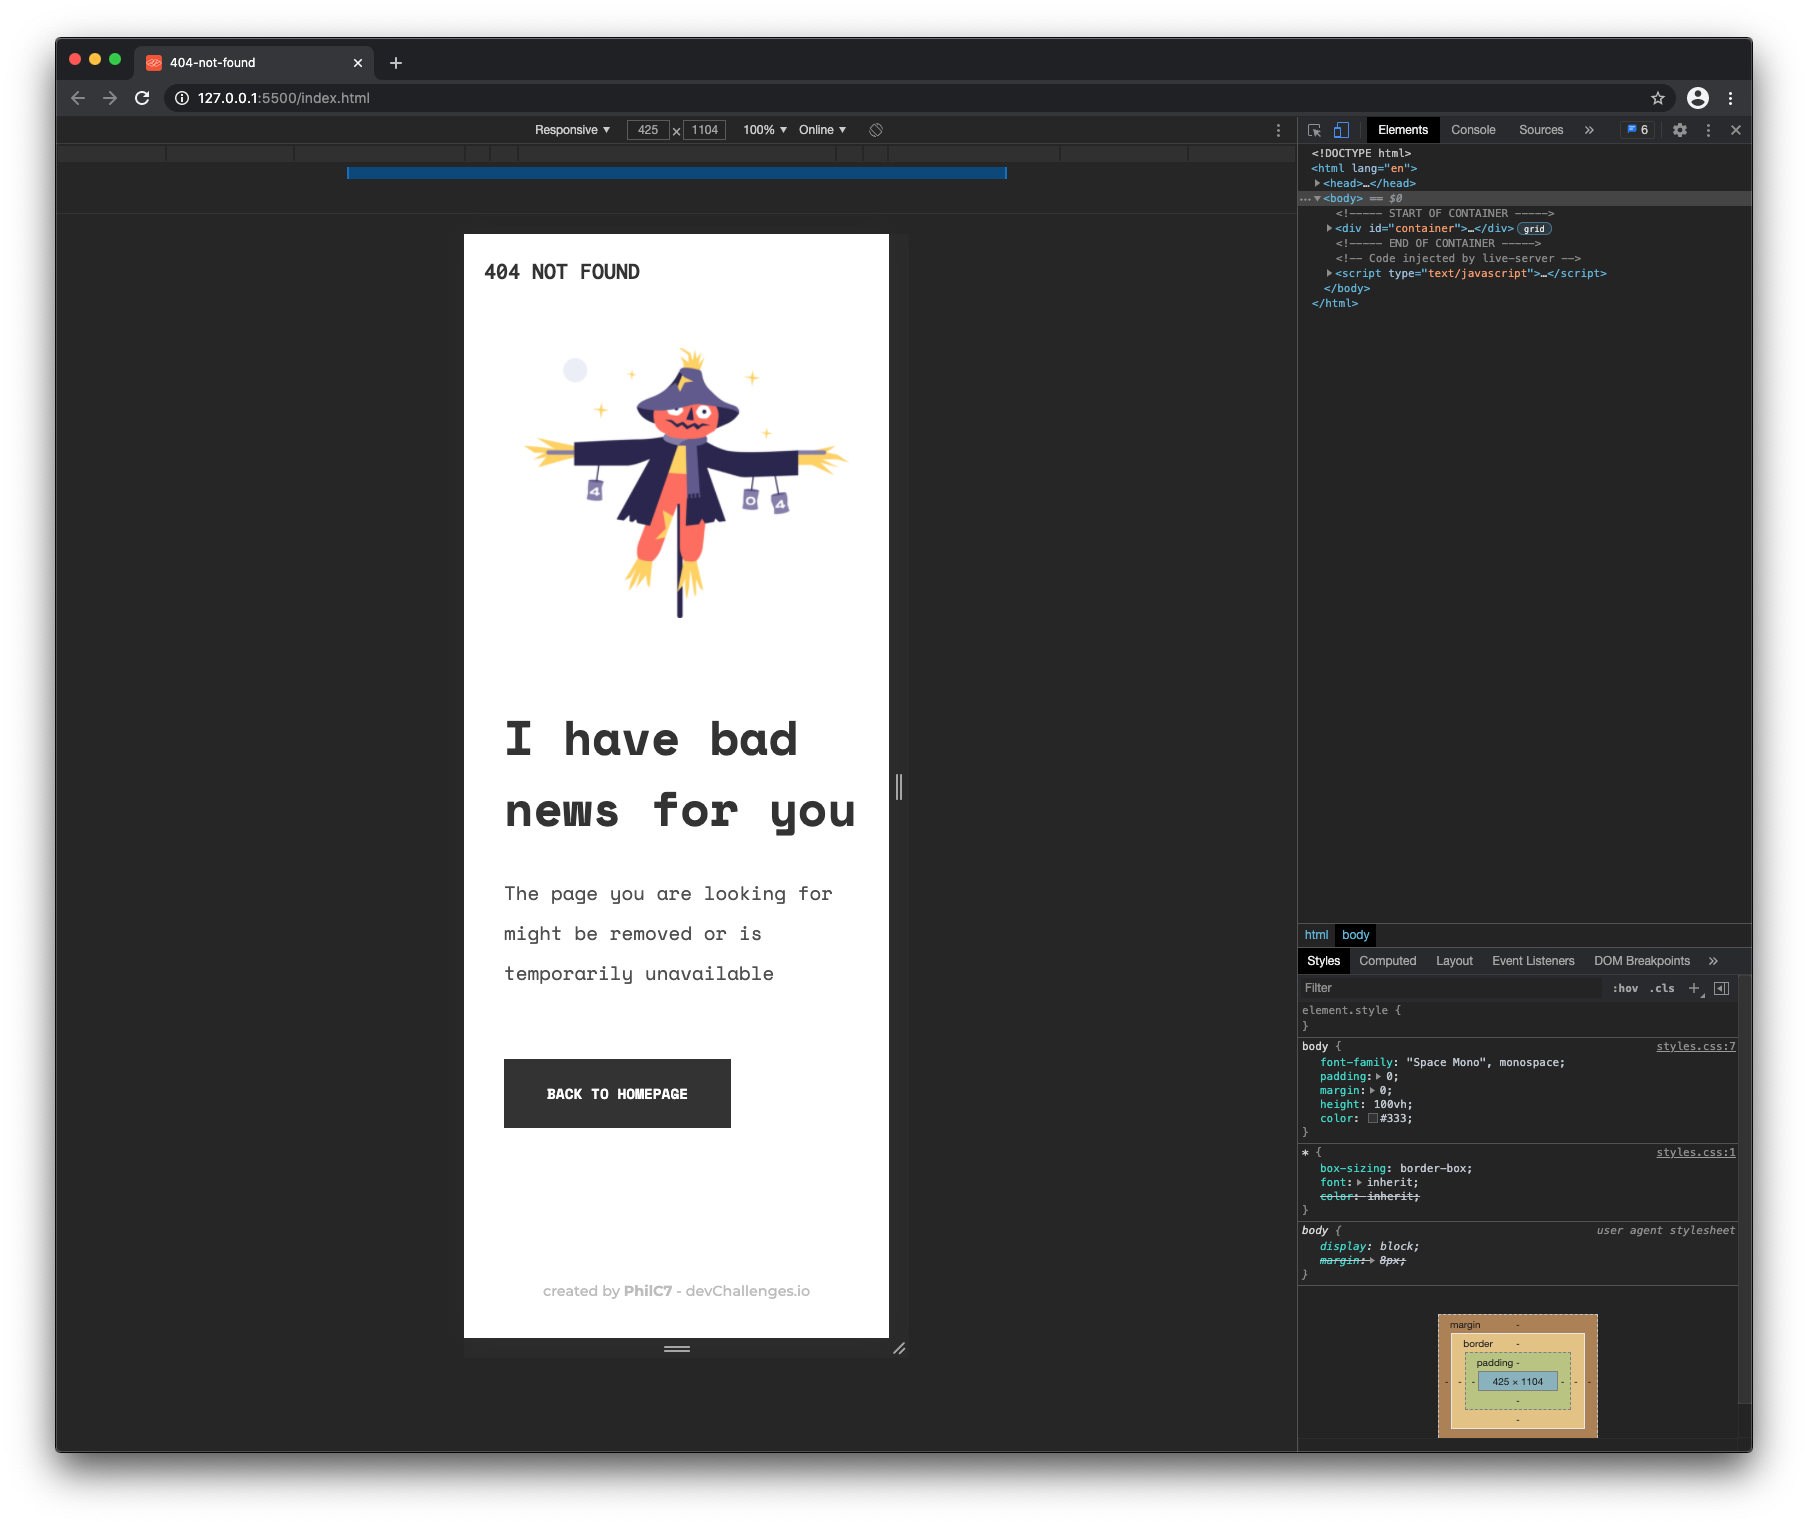 404-not-found
127.0.0.1:5500/index.html
Responsive 425 × 1104 100% Online
404 NOT FOUND
4 0 4
I have bad
news for you
The page you are looking for
might be removed or is
temporarily unavailable
BACK TO HOMEPAGE
created by PhilC7 - devChallenges.io
Elements Console Sources » 6
<!DOCTYPE html>
<html lang="en">
<head>…</head>
<body> == $0
<!----- START OF CONTAINER ----->
<div id="container">…</div> grid
<!----- END OF CONTAINER ----->
<!-- Code injected by live-server -->
<script type="text/javascript">…</script>
</body>
</html>
html body
Styles Computed Layout Event Listeners DOM Breakpoints »
Filter :hov .cls +
element.style {
}
body { styles.css:7
font-family: "Space Mono", monospace;
padding: 0;
margin: 0;
height: 100vh;
color: #333;
}
* { styles.css:1
box-sizing: border-box;
font: inherit;
color: inherit;
}
body { user agent stylesheet
display: block;
margin: 8px;
}
margin -
border -
padding -
- - - 425 × 1104 - - -
-
-